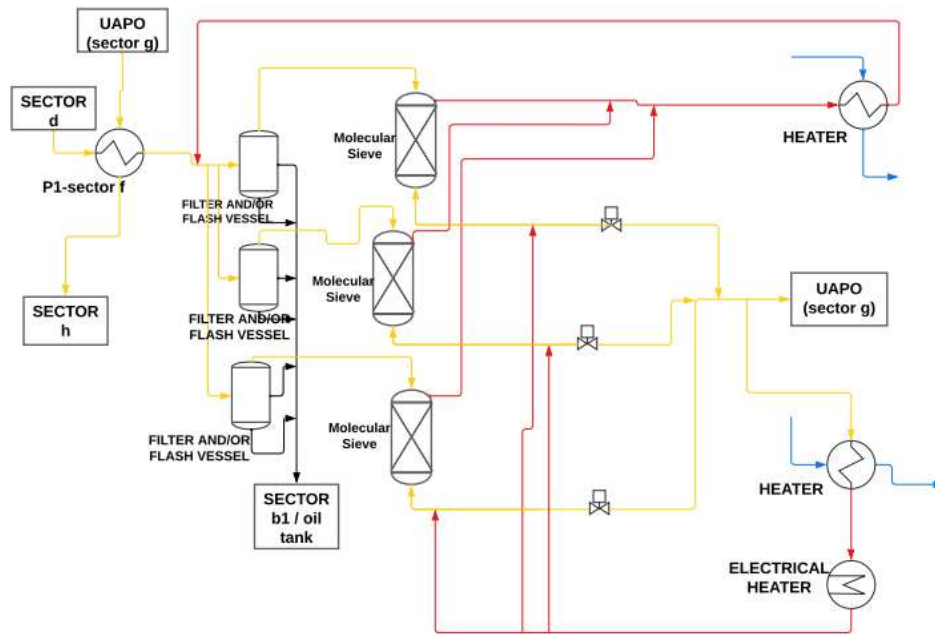 UAPO
(sector g)
SECTOR
d
P1-sector f
SECTOR
h
FILTER AND/OR
FLASH VESSEL
FILTER AND/OR
FLASH VESSEL
FILTER AND/OR
FLASH VESSEL
Molecular
Sieve
Molecular
Sieve
Molecular
Sieve
SECTOR
b1 / oil
tank
HEATER
UAPO
(sector g)
HEATER
ELECTRICAL
HEATER